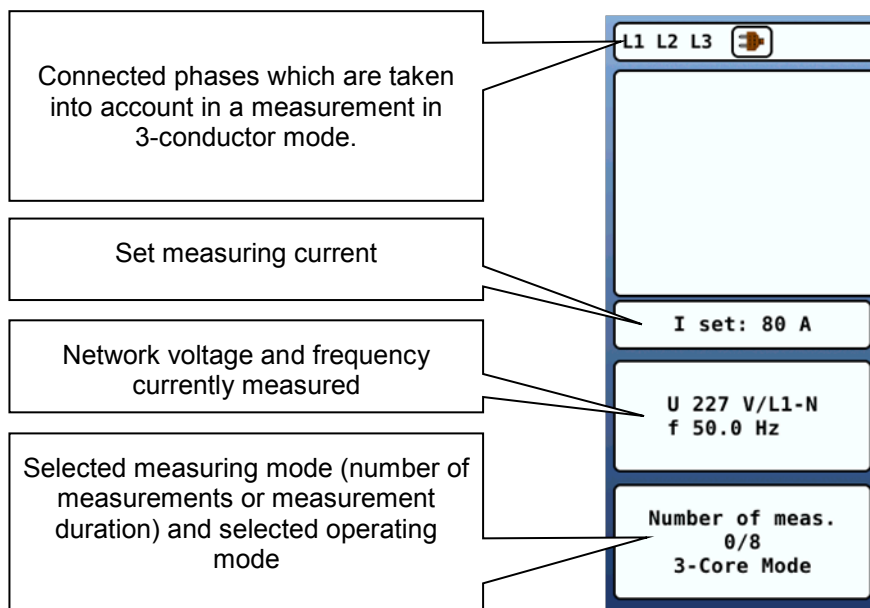 Connected phases which are taken
into account in a measurement in
3-conductor mode.
Set measuring current
Network voltage and frequency
currently measured
Selected measuring mode (number of
measurements or measurement
duration) and selected operating
mode
L1 L2 L3
I set: 80 A
U 227 V/L1-N
f 50.0 Hz
Number of meas.
0/8
3-Core Mode